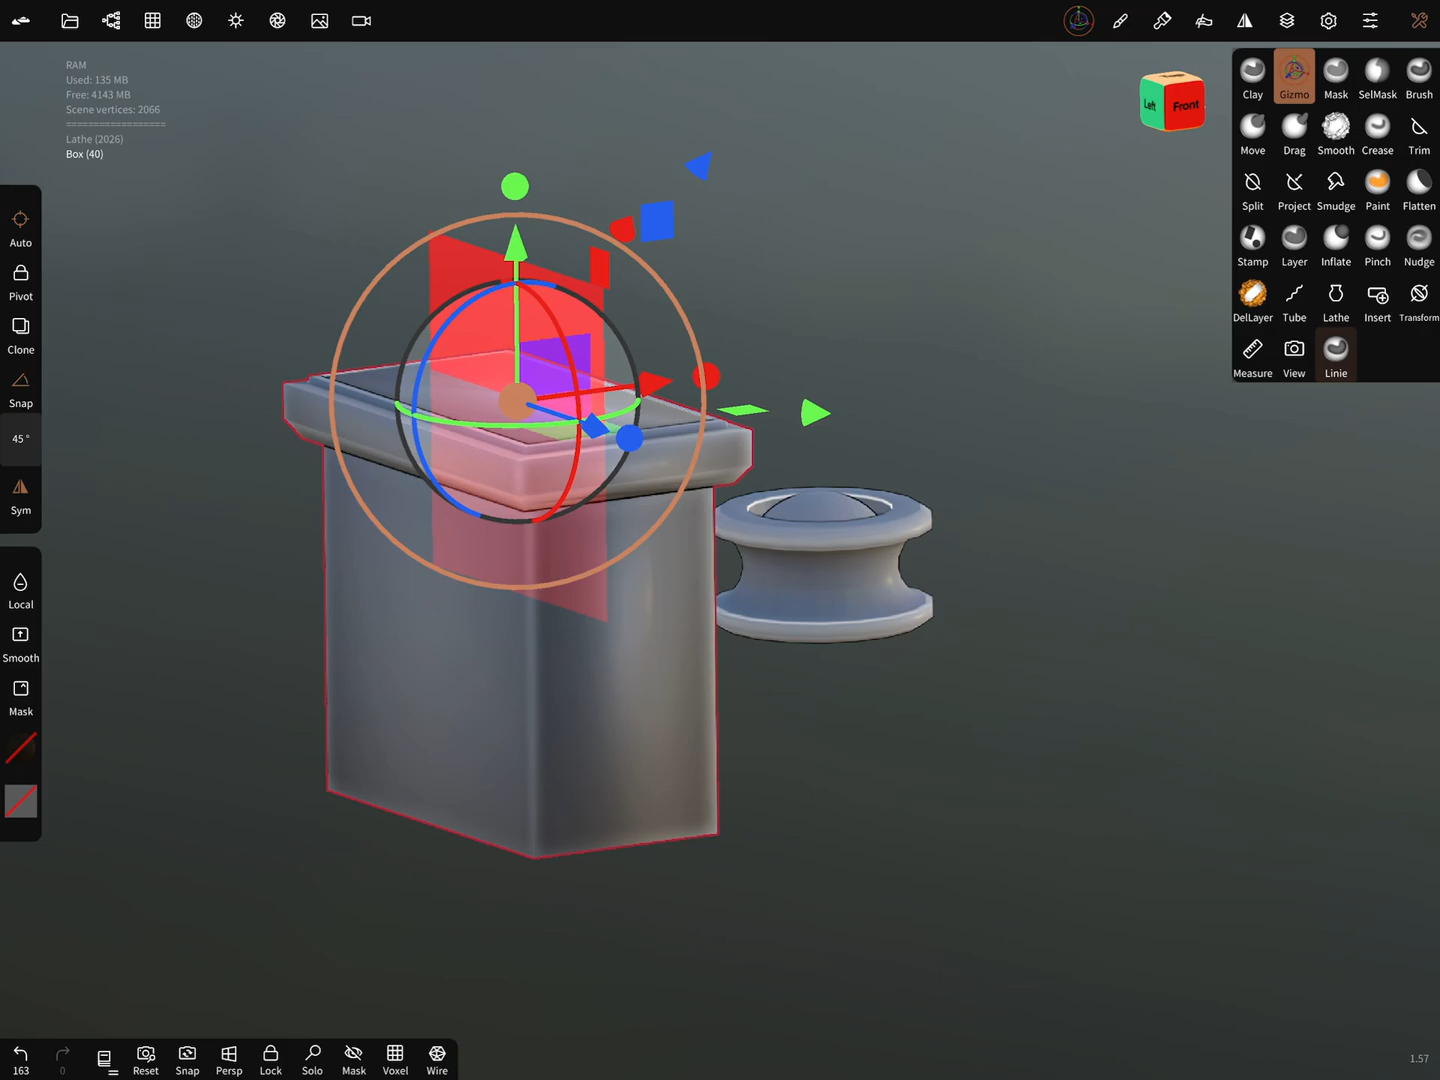 RAM
Used: 135 MB
Free: 4143 MB
Scene vertices: 2066
==================
Lathe (2026)
Box (40)
Left
Front
Clay
Gizmo
Mask
SelMask
Brush
Move
Drag
Smooth
Crease
Trim
Split
Project
Smudge
Paint
Flatten
Stamp
Layer
Inflate
Pinch
Nudge
DelLayer
Tube
Lathe
Insert
Transform
Measure
View
Linie
Auto
Pivot
Clone
Snap
45 °
Sym
Local
Smooth
Mask
163
0
Reset
Snap
Persp
Lock
Solo
Mask
Voxel
Wire
1.57